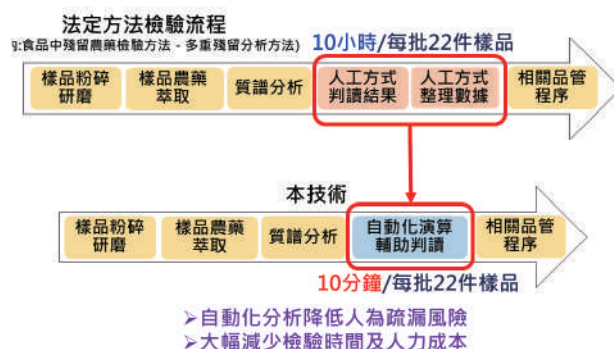 法定方法檢驗流程
:食品中殘留農藥檢驗方法 - 多重殘留分析方法)
10小時/每批22件樣品
樣品粉碎
研磨
樣品農藥
萃取
質譜分析
人工方式
判讀結果
人工方式
整理數據
相關品管
程序
本技術
樣品粉碎
研磨
樣品農藥
萃取
質譜分析
自動化演算
輔助判讀
相關品管
程序
10分鐘/每批22件樣品
➢自動化分析降低人為疏漏風險
➢大幅減少檢驗時間及人力成本